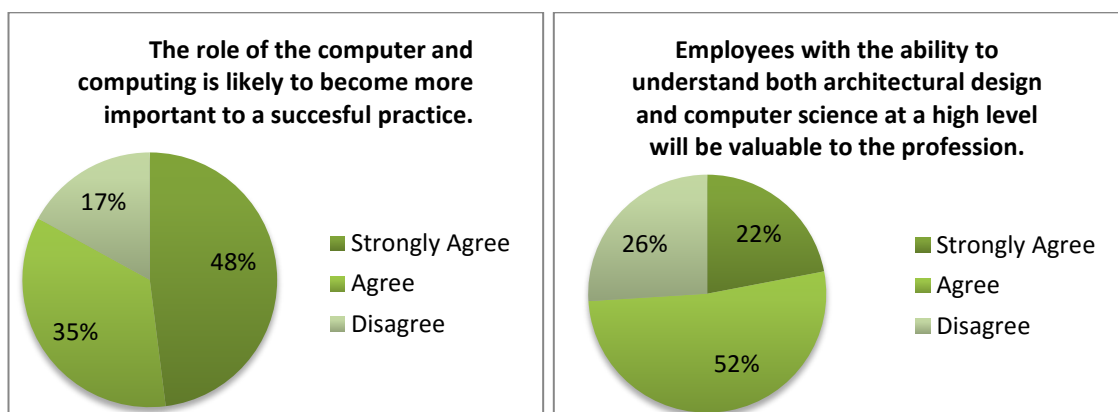 The role of the computer and
computing is likely to become more
important to a succesful practice.
17%
48%
35%
Strongly Agree
Agree
Disagree
Employees with the ability to
understand both architectural design
and computer science at a high level
will be valuable to the profession.
26%
22%
52%
Strongly Agree
Agree
Disagree